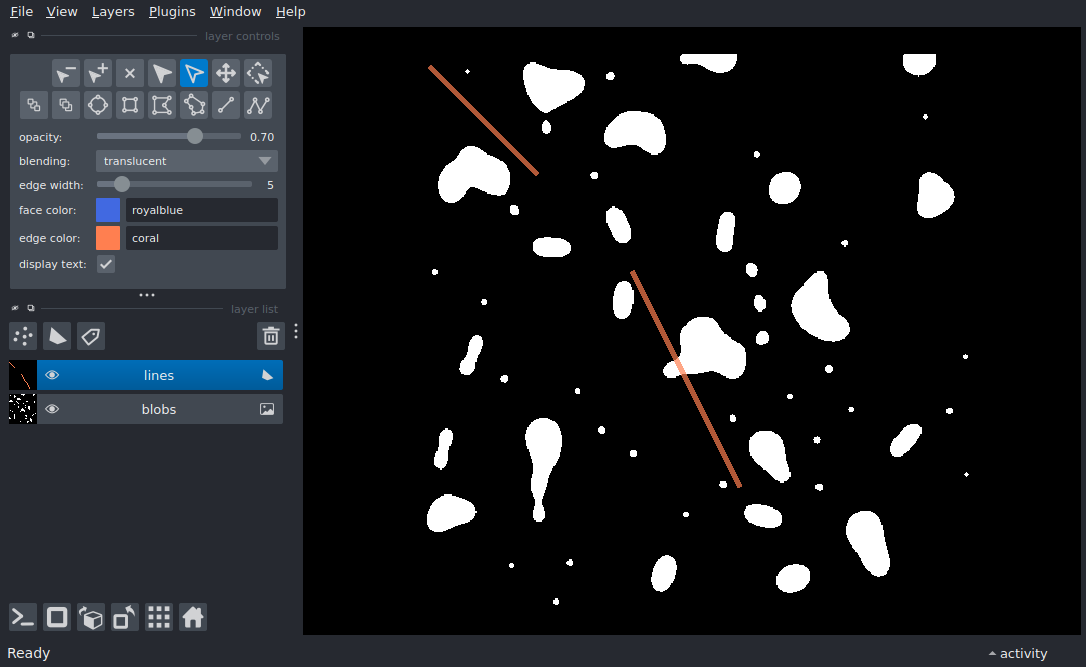 File View Layers Plugins Window Help
layer controls
opacity: 0.70
blending: translucent
edge width: 5
face color: royalblue
edge color: coral
display text:
layer list
lines
blobs
Ready activity